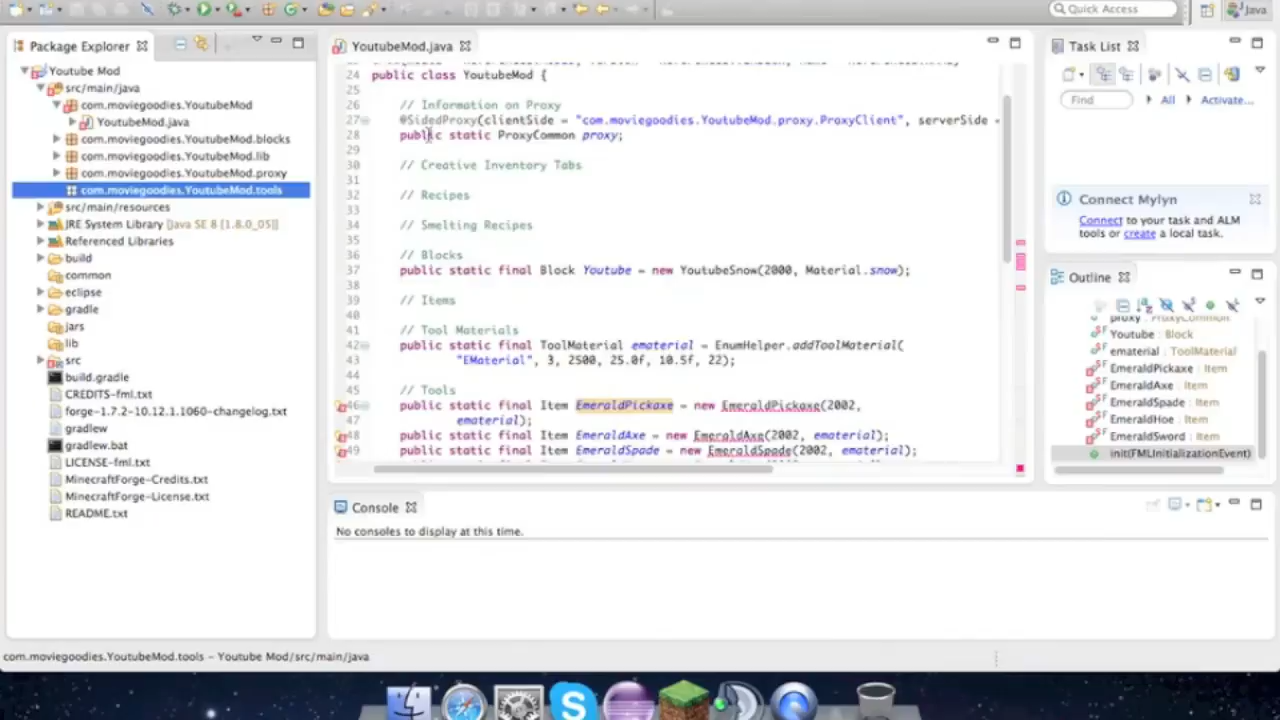 Quick Access
Java
Package Explorer
Youtube Mod
src/main/java
com.moviegoodies.YoutubeMod
YoutubeMod.java
com.moviegoodies.YoutubeMod.blocks
com.moviegoodies.YoutubeMod.lib
com.moviegoodies.YoutubeMod.proxy
com.moviegoodies.YoutubeMod.tools
src/main/resources
JRE System Library [Java SE 8 [1.8.0_05]]
Referenced Libraries
build
common
eclipse
gradle
jars
lib
src
build.gradle
CREDITS-fml.txt
forge-1.7.2-10.12.1.1060-changelog.txt
gradlew
gradlew.bat
LICENSE-fml.txt
MinecraftForge-Credits.txt
MinecraftForge-License.txt
README.txt
YoutubeMod.java
24 public class YoutubeMod {
25
26 // Information on Proxy
27 @SidedProxy(clientSide = "com.moviegoodies.YoutubeMod.proxy.ProxyClient", serverSide =
28 public static ProxyCommon proxy;
29
30 // Creative Inventory Tabs
31
32 // Recipes
33
34 // Smelting Recipes
35
36 // Blocks
37 public static final Block Youtube = new YoutubeSnow(2000, Material.snow);
38
39 // Items
40
41 // Tool Materials
42 public static final ToolMaterial ematerial = EnumHelper.addToolMaterial(
43 "EMaterial", 3, 2500, 25.0f, 10.5f, 22);
44
45 // Tools
46 public static final Item EmeraldPickaxe = new EmeraldPickaxe(2002,
47 ematerial);
48 public static final Item EmeraldAxe = new EmeraldAxe(2002, ematerial);
49 public static final Item EmeraldSpade = new EmeraldSpade(2002, ematerial);
Task List
Find
All
Activate...
Connect Mylyn
Connect to your task and ALM
tools or create a local task.
Outline
proxy : ProxyCommon
Youtube : Block
ematerial : ToolMaterial
EmeraldPickaxe : Item
EmeraldAxe : Item
EmeraldSpade : Item
EmeraldHoe : Item
EmeraldSword : Item
init(FMLInitializationEvent)
Console
No consoles to display at this time.
com.moviegoodies.YoutubeMod.tools - Youtube Mod/src/main/java